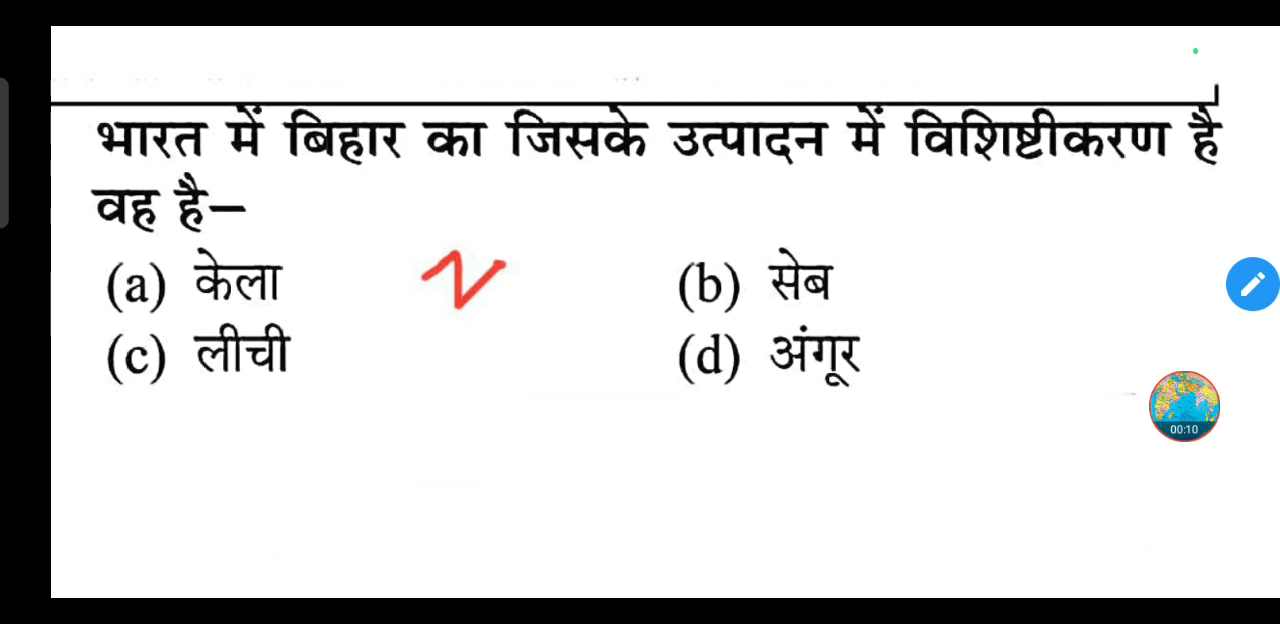 भारत में बिहार का जिसके उत्पादन में विशिष्टीकरण है
वह है–
(a) केला (b) सेब
(c) लीची (d) अंगूर
00:10